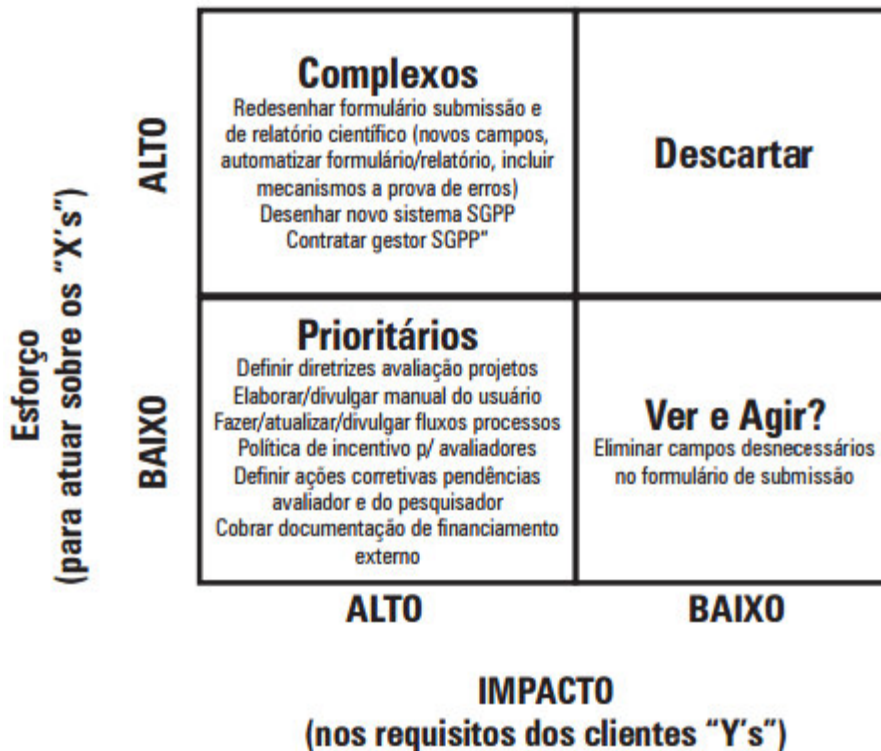 Esforço
(para atuar sobre os "X's")
ALTO
Complexos
Redesenhar formulário submissão e
de relatório científico (novos campos,
automatizar formulário/relatório, incluir
mecanismos a prova de erros)
Desenhar novo sistema SGPP
Contratar gestor SGPP"
Descartar
BAIXO
Prioritários
Definir diretrizes avaliação projetos
Elaborar/divulgar manual do usuário
Fazer/atualizar/divulgar fluxos processos
Política de incentivo p/ avaliadores
Definir ações corretivas pendências
avaliador e do pesquisador
Cobrar documentação de financiamento
externo
Ver e Agir?
Eliminar campos desnecessários
no formulário de submissão
ALTO
BAIXO
IMPACTO
(nos requisitos dos clientes "Y's")